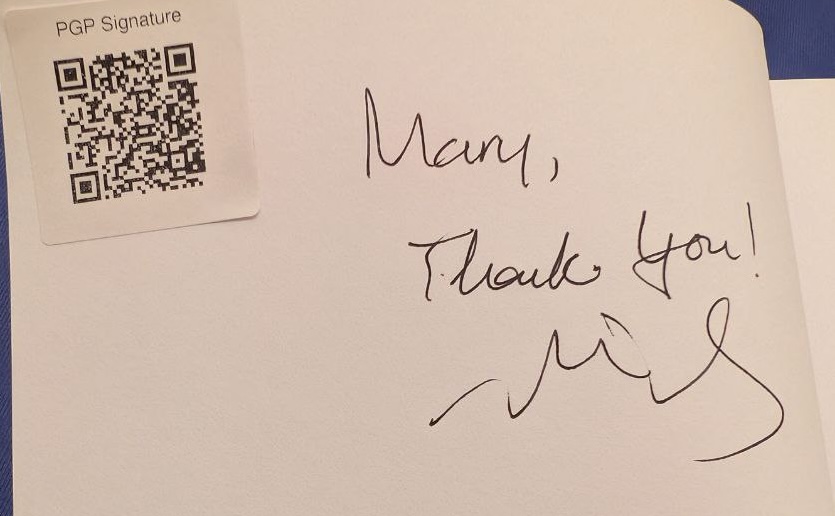 PGP Signature
Mary,
Thank You!